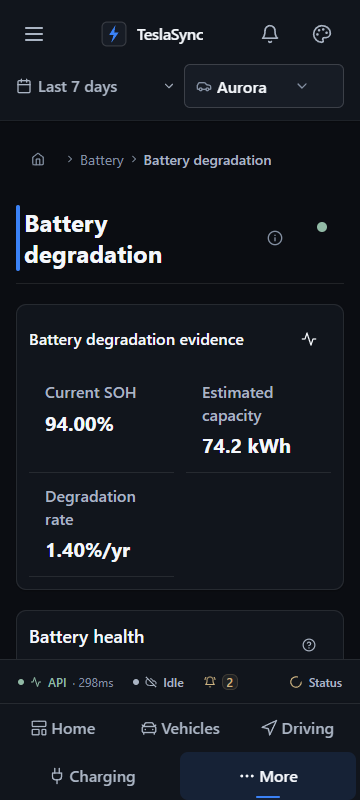 TeslaSync
Last 7 days
Aurora
Battery
Battery degradation
Battery
degradation
Battery degradation evidence
Current SOH
94.00%
Estimated
capacity
74.2 kWh
Degradation
rate
1.40%/yr
Battery health
API · 298ms
Idle
2
Status
Home
Vehicles
Driving
Charging
More